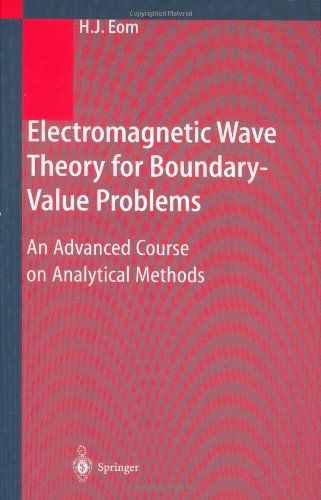 H.J. Eom
Electromagnetic Wave
Theory for Boundary-
Value Problems
An Advanced Course
on Analytical Methods
Springer